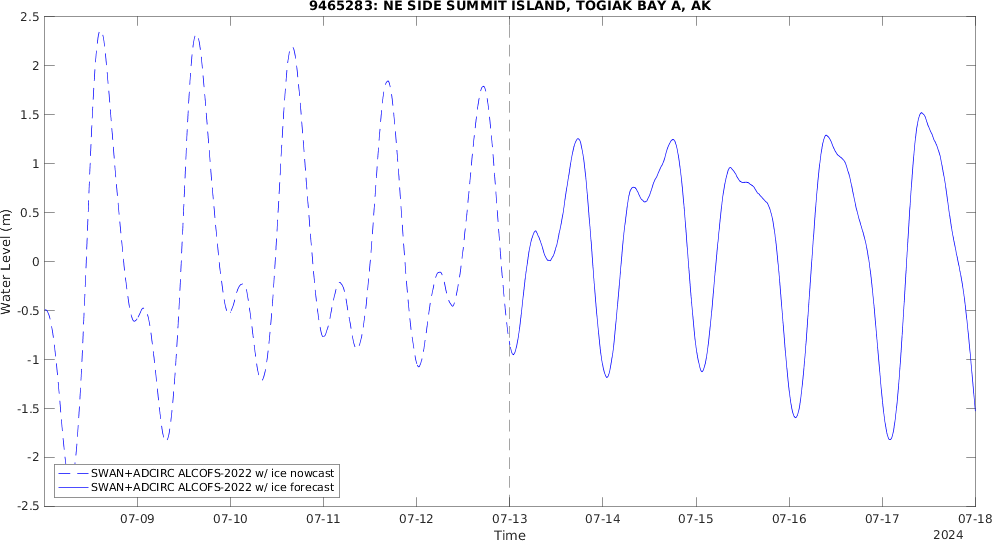 9465283: NE SIDE SUMMIT ISLAND, TOGIAK BAY A, AK
2.5
2
1.5
1
0.5
0
-0.5
-1
-1.5
-2
-2.5
Water Level (m)
SWAN+ADCIRC ALCOFS-2022 w/ ice nowcast
SWAN+ADCIRC ALCOFS-2022 w/ ice forecast
07-09 07-10 07-11 07-12 07-13 07-14 07-15 07-16 07-17 07-18
Time
2024